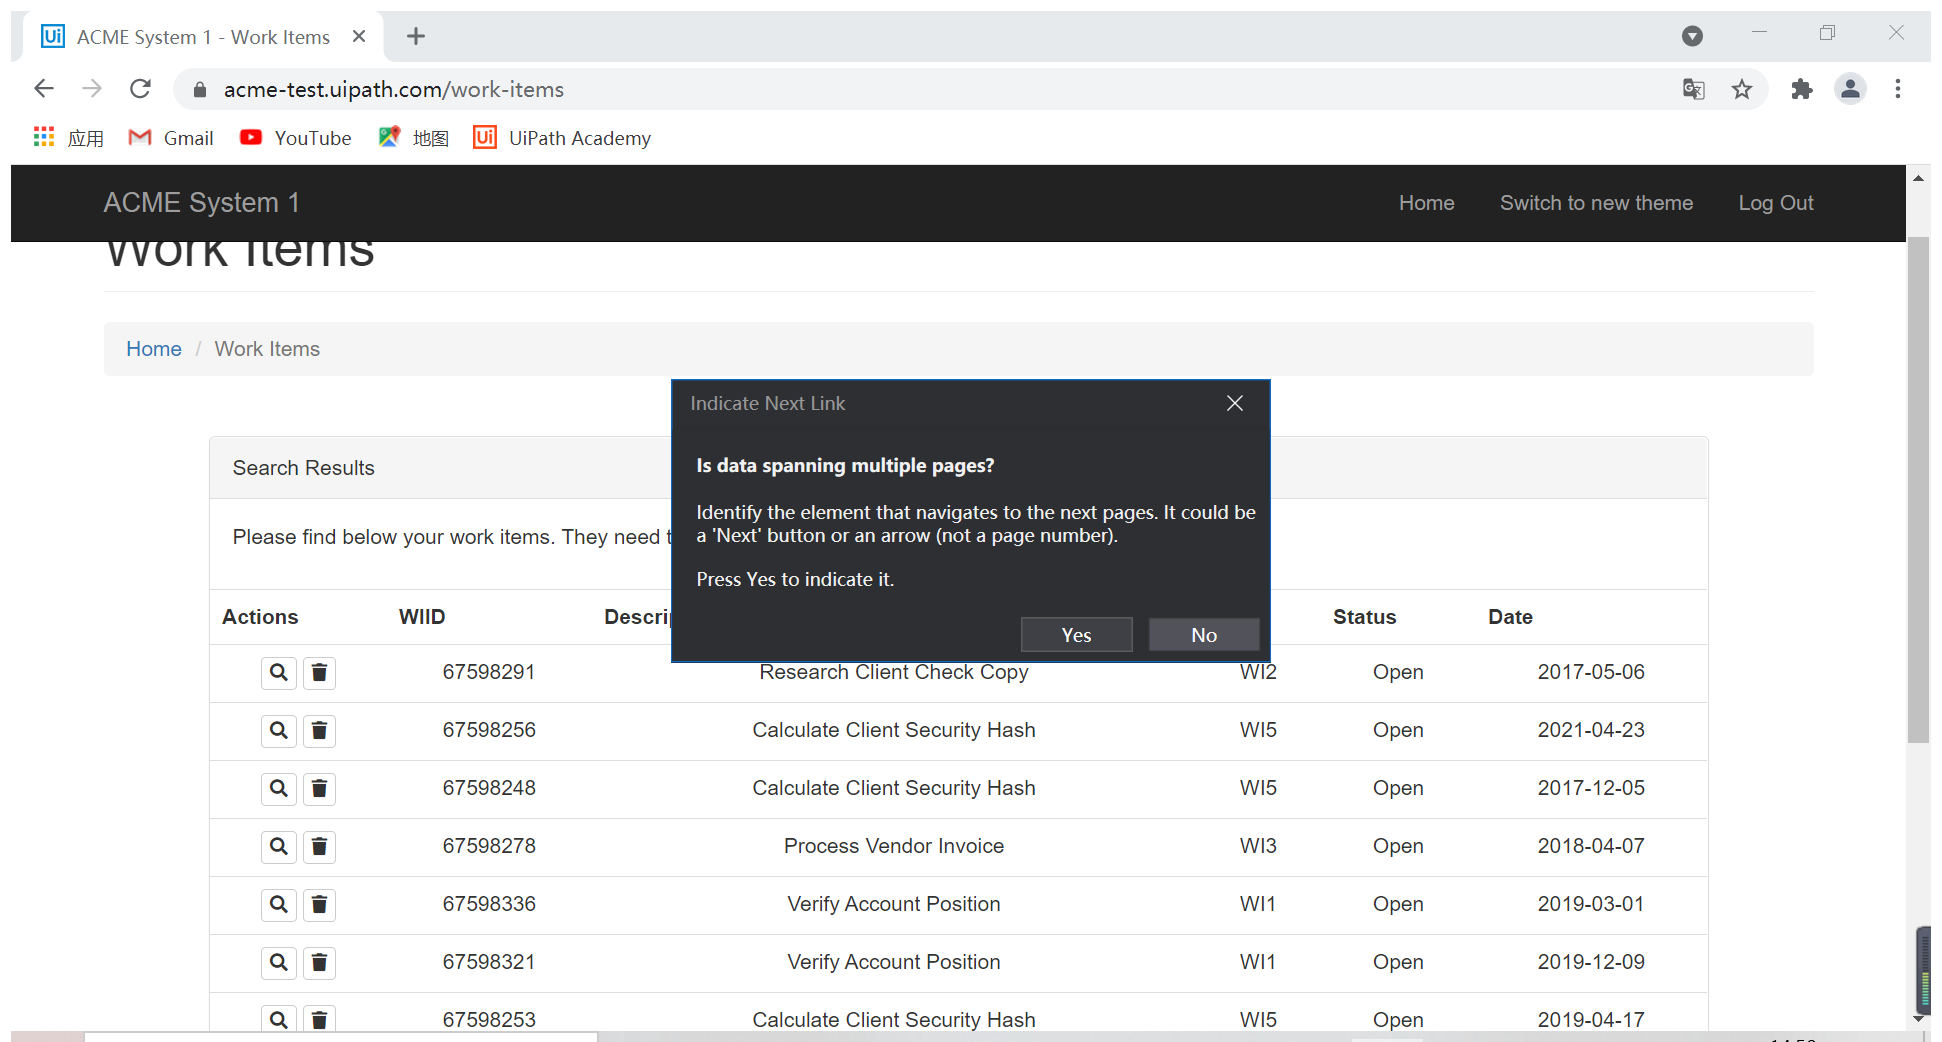 ACME System 1 - Work Items
acme-test.uipath.com/work-items
应用 Gmail YouTube 地图 UiPath Academy
ACME System 1 Home Switch to new theme Log Out
Work Items
Home / Work Items
Indicate Next Link
Is data spanning multiple pages?
Identify the element that navigates to the next pages. It could be
a 'Next' button or an arrow (not a page number).
Press Yes to indicate it.
Yes No
Search Results
Please find below your work items. They need
Actions WIID Status Date
67598291 Research Client Check Copy WI2 Open 2017-05-06
67598256 Calculate Client Security Hash WI5 Open 2021-04-23
67598248 Calculate Client Security Hash WI5 Open 2017-12-05
67598278 Process Vendor Invoice WI3 Open 2018-04-07
67598336 Verify Account Position WI1 Open 2019-03-01
67598321 Verify Account Position WI1 Open 2019-12-09
67598253 Calculate Client Security Hash WI5 Open 2019-04-17